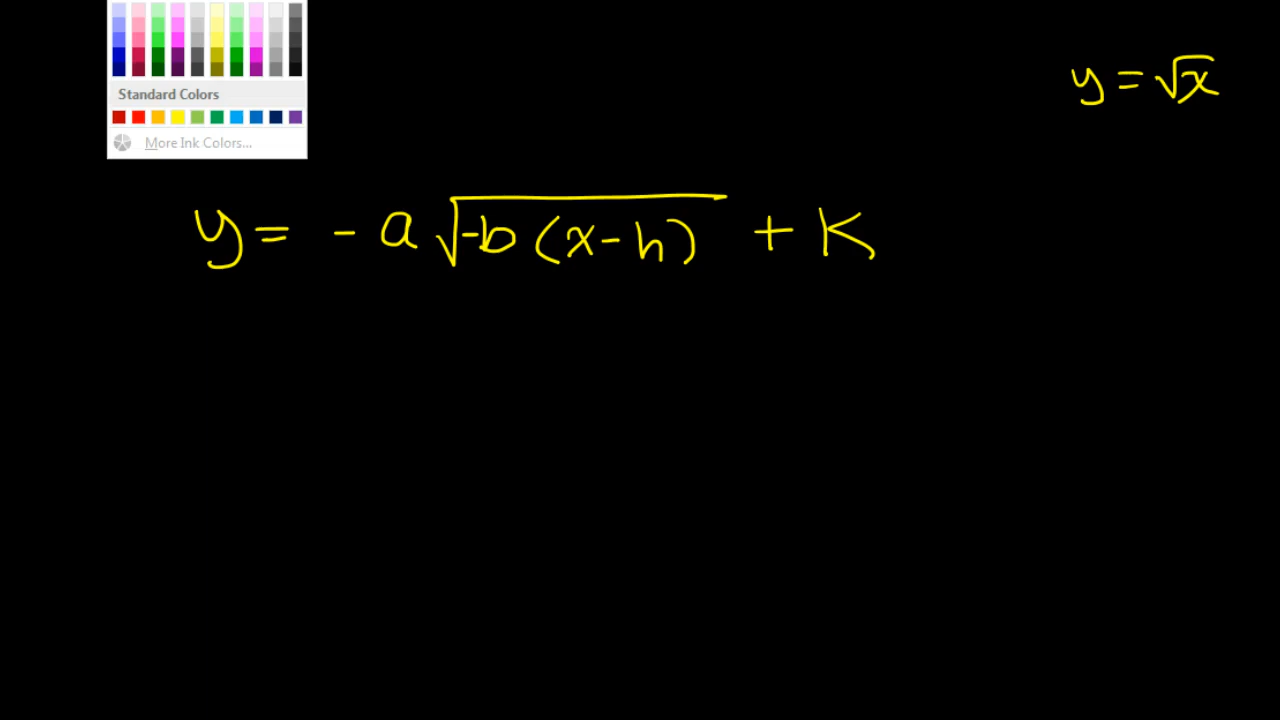 Standard Colors
More Ink Colors...
y = √x
y = - a √-b (x - h) + K